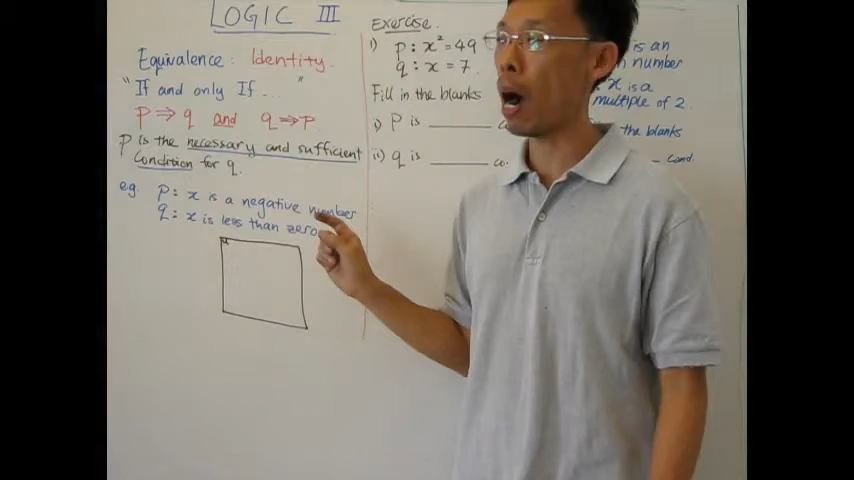 LOGIC III
Equivalence : Identity.
"If and only If ... "
P ⇒ q and q ⇒ P
P is the necessary and sufficient
condition for q.
eg. P : x is a negative number
q : x is less than zero
Exercise.
1) P : x² = 49
q : x = 7.
Fill in the blanks
i) P is ________
ii) q is ________
is an
number
x is a
multiple of 2.
the blanks
cond.